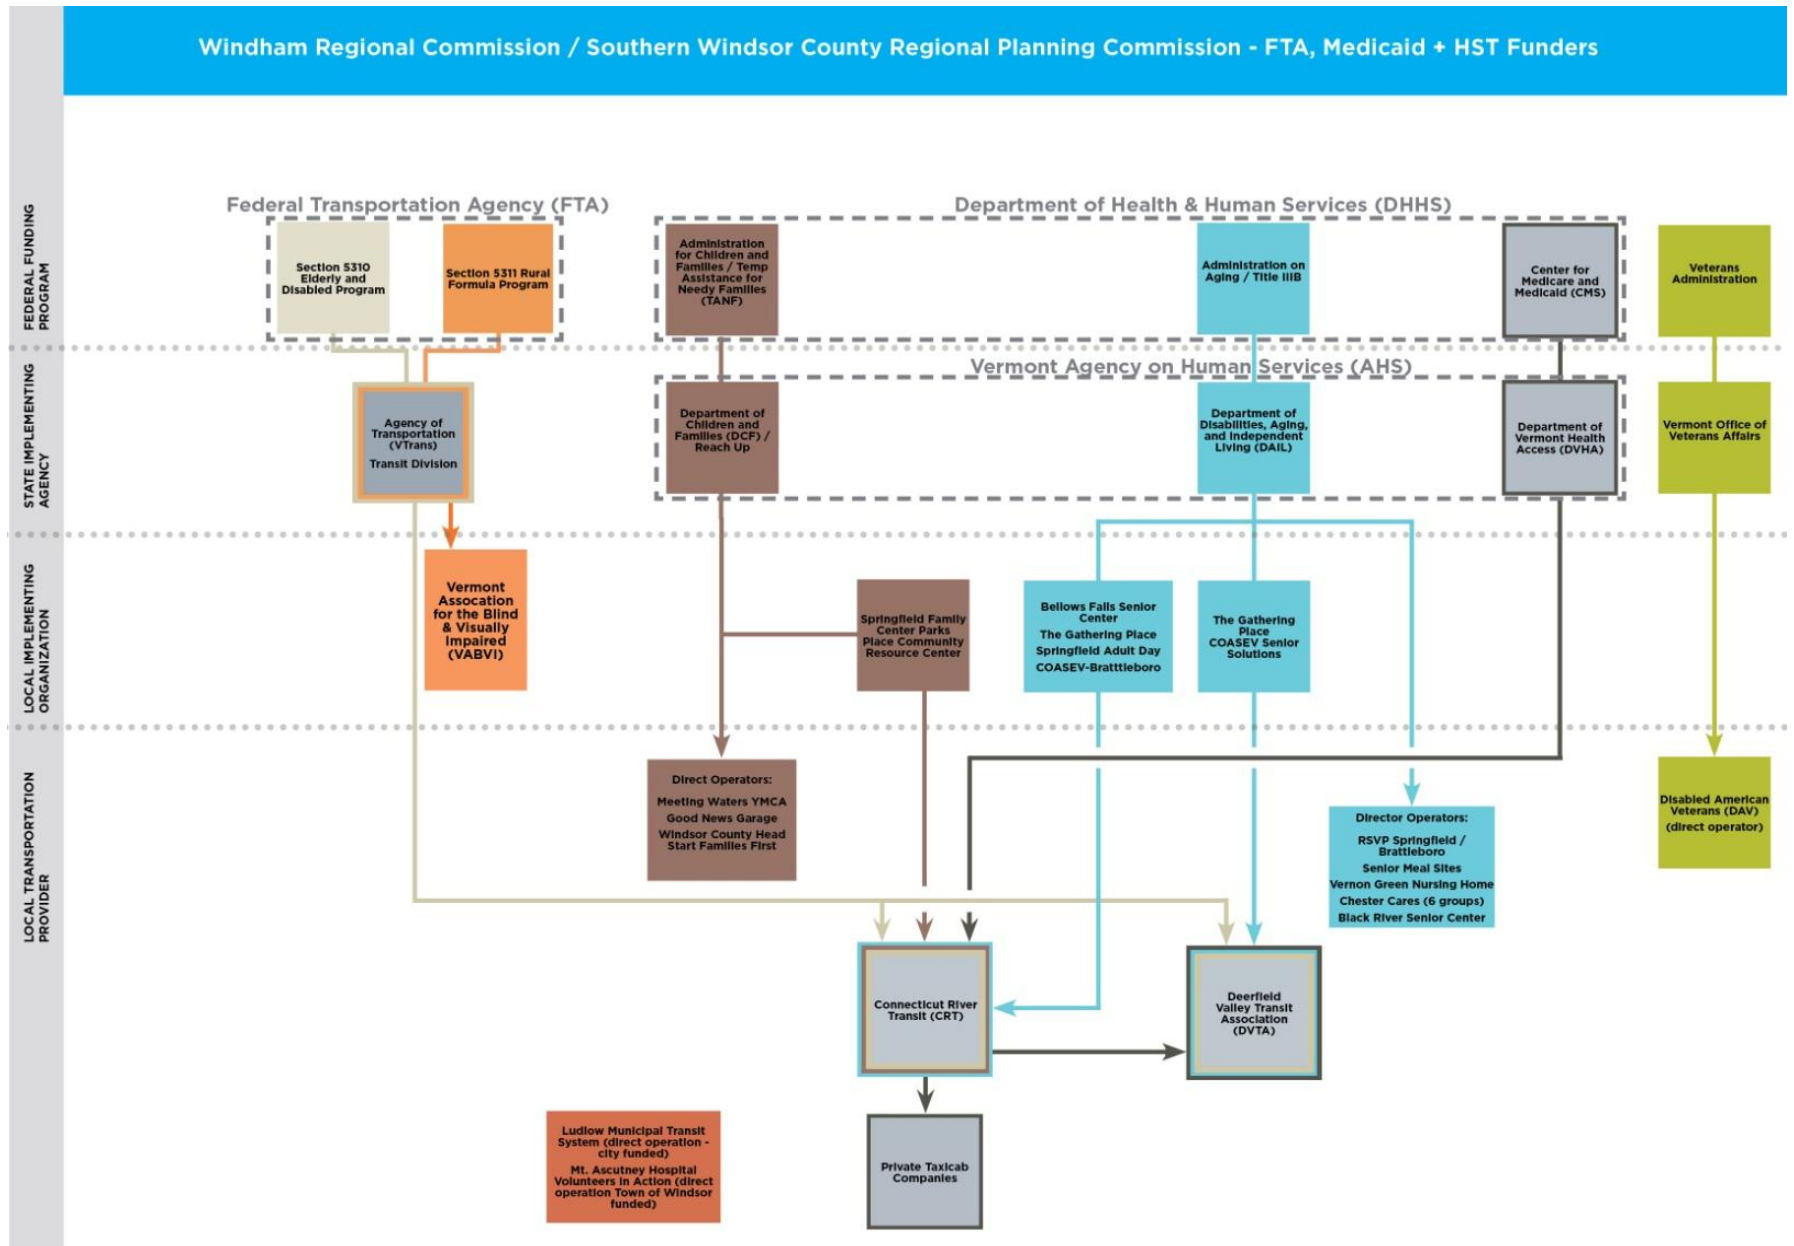 Windham Regional Commission / Southern Windsor County Regional Planning Commission - FTA, Medicaid + HST Funders
FEDERAL FUNDING
PROGRAM
Federal Transportation Agency (FTA)
Department of Health & Human Services (DHHS)
Section 5310
Elderly and
Disabled Program
Section 5311 Rural
Formula Program
Administration
for Children and
Families / Temp
Assistance for
Needy Families
(TANF)
Administration on
Aging / Title IIIB
Center for
Medicare and
Medicaid (CMS)
Veterans
Administration
STATE IMPLEMENTING
AGENCY
Vermont Agency on Human Services (AHS)
Agency of
Transportation
(VTrans)
Transit Division
Department of
Children and
Families (DCF) /
Reach Up
Department of
Disabilities, Aging,
and Independent
Living (DAIL)
Department of
Vermont Health
Access (DVHA)
Vermont Office of
Veterans Affairs
LOCAL IMPLEMENTING
ORGANIZATION
Vermont
Assocation
for the Blind
& Visually
Impaired
(VABVI)
Springfield Family
Center Parks
Place Community
Resource Center
Bellows Falls Senior
Center
The Gathering Place
Springfield Adult Day
COASEV-Bratttleboro
The Gathering
Place
COASEV Senior
Solutions
LOCAL TRANSPORTATION
PROVIDER
Direct Operators:
Meeting Waters YMCA
Good News Garage
Windsor County Head
Start Families First
Director Operators:
RSVP Springfield /
Brattleboro
Senior Meal Sites
Vernon Green Nursing Home
Chester Cares (6 groups)
Black River Senior Center
Disabled American
Veterans (DAV)
(direct operator)
Connecticut River
Transit (CRT)
Deerfield
Valley Transit
Association
(DVTA)
Ludlow Municipal Transit
System (direct operation -
city funded)
Mt. Ascutney Hospital
Volunteers in Action (direct
operation Town of Windsor
funded)
Private Taxicab
Companies